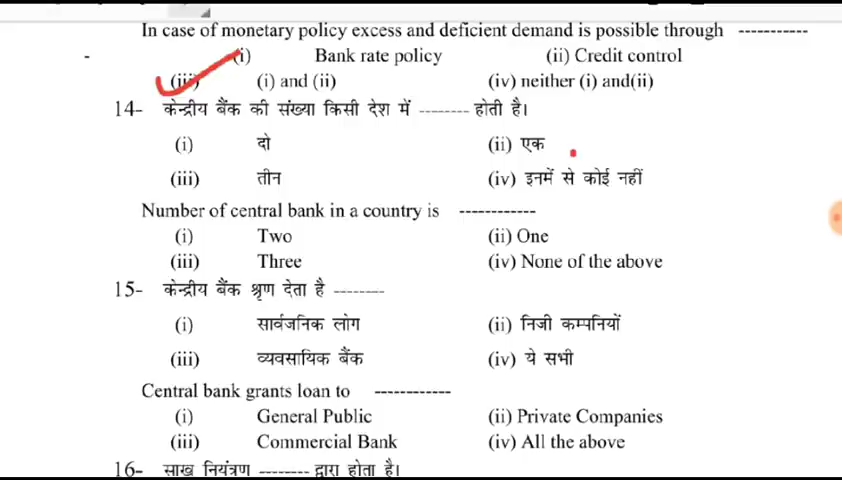 In case of monetary policy excess and deficient demand is possible through -----------
- (i) Bank rate policy (ii) Credit control
(iii) (i) and (ii) (iv) neither (i) and(ii)
14- केन्द्रीय बैंक की संख्या किसी देश में -------- होती है।
(i) दो (ii) एक
(iii) तीन (iv) इनमें से कोई नहीं
Number of central bank in a country is ------------
(i) Two (ii) One
(iii) Three (iv) None of the above
15- केन्द्रीय बैंक श्रृण देता है --------
(i) सार्वजनिक लोग (ii) निजी कम्पनियों
(iii) व्यवसायिक बैंक (iv) ये सभी
Central bank grants loan to ------------
(i) General Public (ii) Private Companies
(iii) Commercial Bank (iv) All the above
16- साख नियंत्रण -------- द्वारा होता है।